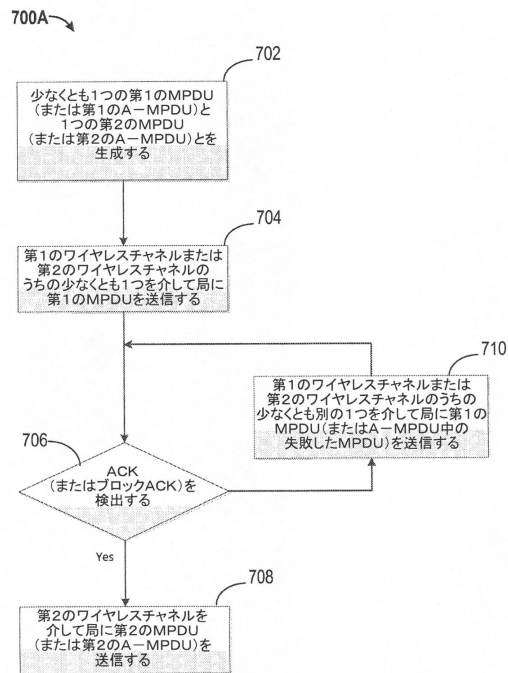 700A
702
少なくとも1つの第1のMPDU
(または第1のA－MPDU)と
1つの第2のMPDU
(または第2のA－MPDU)とを
生成する
704
第1のワイヤレスチャネルまたは
第2のワイヤレスチャネルの
うちの少なくとも1つを介して局に
第1のMPDUを送信する
710
第1のワイヤレスチャネルまたは
第2のワイヤレスチャネルのうちの
少なくとも別の1つを介して局に第1の
MPDU(またはA－MPDU中の
失敗したMPDU)を送信する
706
ACK
(またはブロックACK)を
検出する
Yes
708
第2のワイヤレスチャネルを
介して局に第2のMPDU
(または第2のA－MPDU)を
送信する